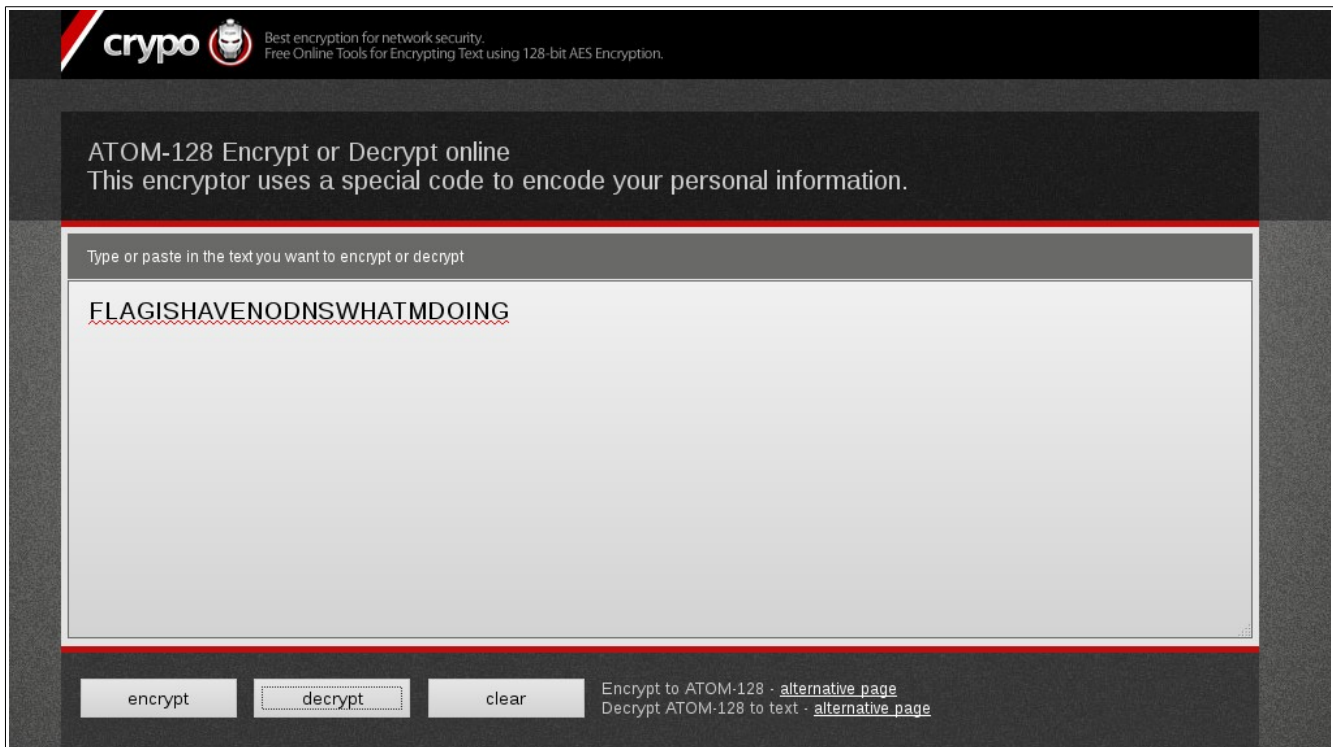 crypo
Best encryption for network security.
Free Online Tools for Encrypting Text using 128-bit AES Encryption.
ATOM-128 Encrypt or Decrypt online
This encryptor uses a special code to encode your personal information.
Type or paste in the text you want to encrypt or decrypt
FLAGISHAVENODNSWHATMDOING
encrypt
decrypt
clear
Encrypt to ATOM-128 - alternative page
Decrypt ATOM-128 to text - alternative page